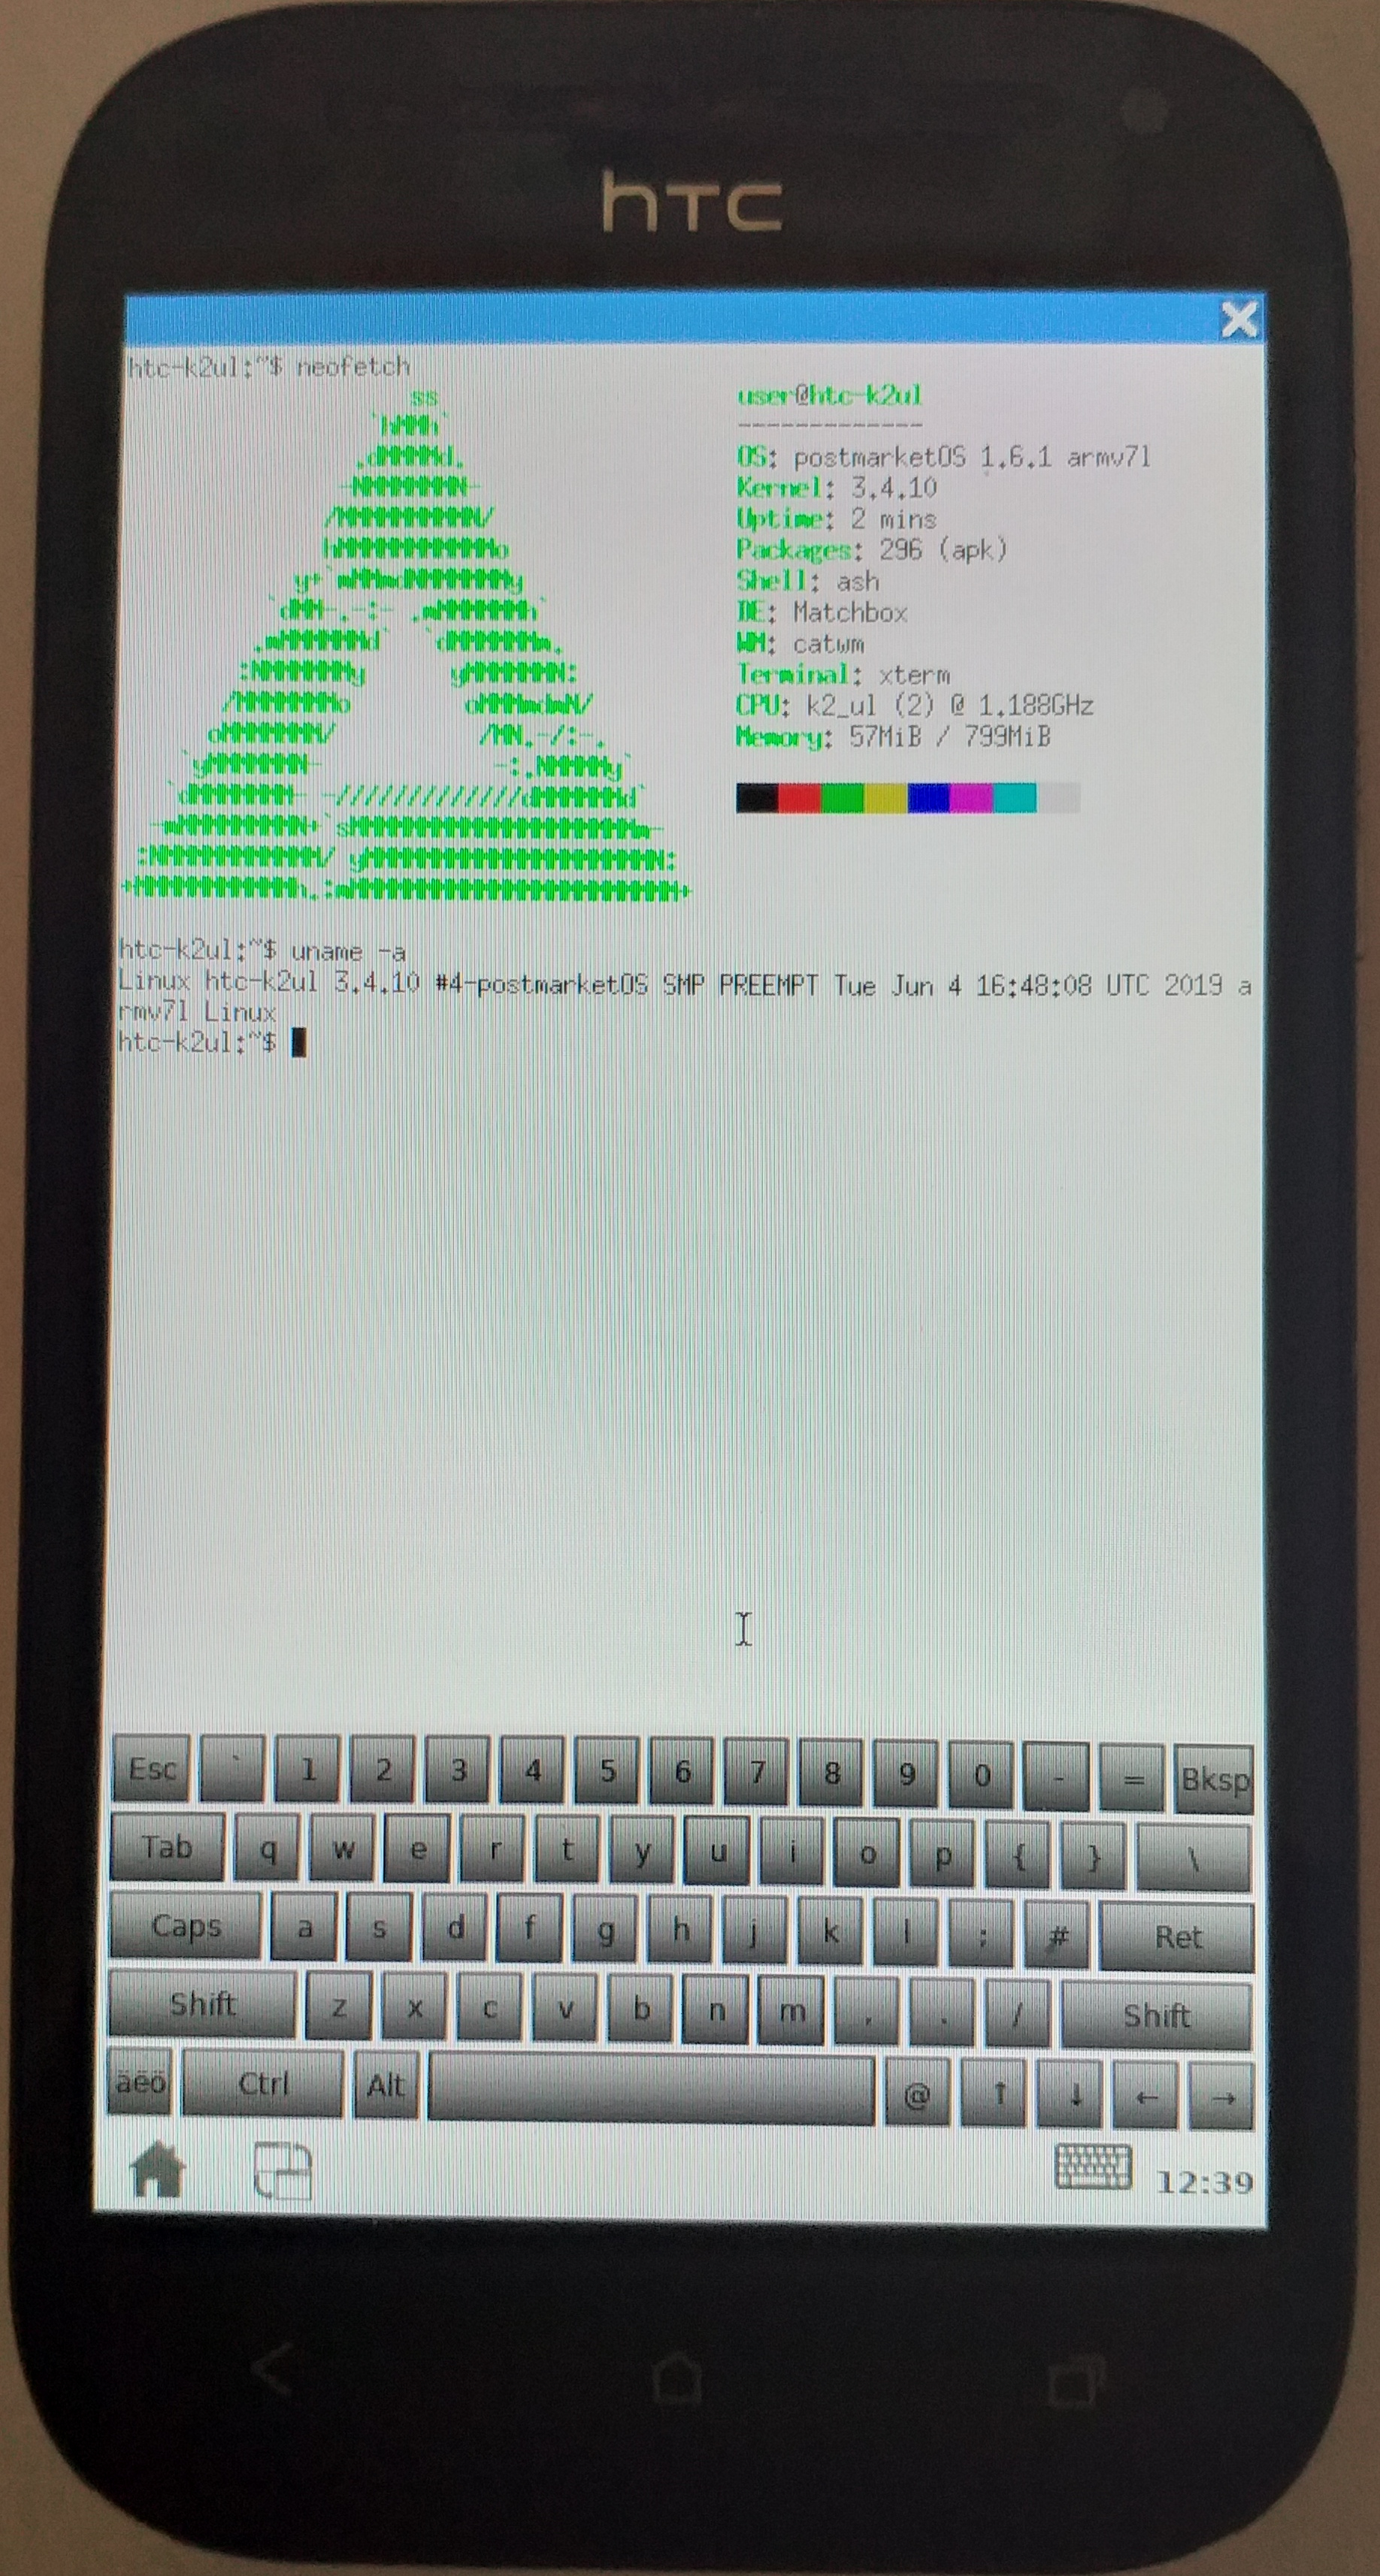 hTC
htc-k2ul:~$ neofetch
user@htc-k2ul
-------------
OS: postmarketOS 1.6.1 armv7l
Kernel: 3.4.10
Uptime: 2 mins
Packages: 296 (apk)
Shell: ash
DE: Matchbox
WM: catwm
Terminal: xterm
CPU: k2_ul (2) @ 1.188GHz
Memory: 57MiB / 799MiB
htc-k2ul:~$ uname -a
Linux htc-k2ul 3.4.10 #4-postmarketOS SMP PREEMPT Tue Jun 4 16:48:08 UTC 2019 a
rmv7l Linux
htc-k2ul:~$
Esc ` 1 2 3 4 5 6 7 8 9 0 - = Bksp
Tab q w e r t y u i o p { } \
Caps a s d f g h j k l ; # Ret
Shift z x c v b n m , . / Shift
äëö Ctrl Alt @ ↑ ↓ ← →
12:39